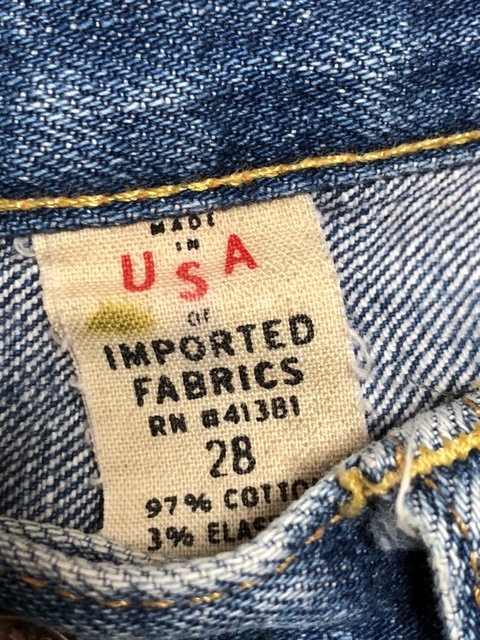 MADE
IN
USA
OF
IMPORTED
FABRICS
RN #41381
28
97% COTTO
3% ELAS